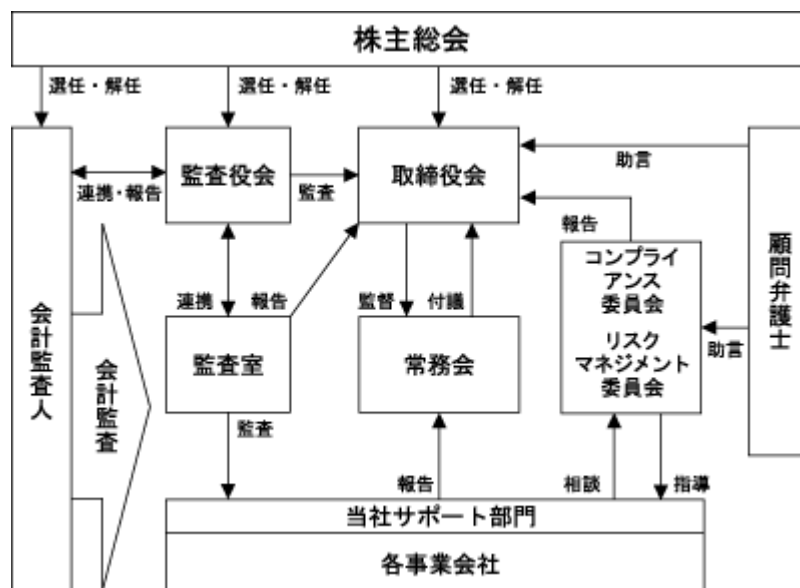 株主総会
選任・解任
選任・解任
選任・解任
監査役会
取締役会
助言
連携・報告
監査
報告
顧問弁護士
コンプライ
アンス
委員会
リスク
マネジメント
委員会
助言
連携
報告
監督
付議
会計監査人
会計監査
監査室
常務会
監査
報告
相談
指導
当社サポート部門
各事業会社